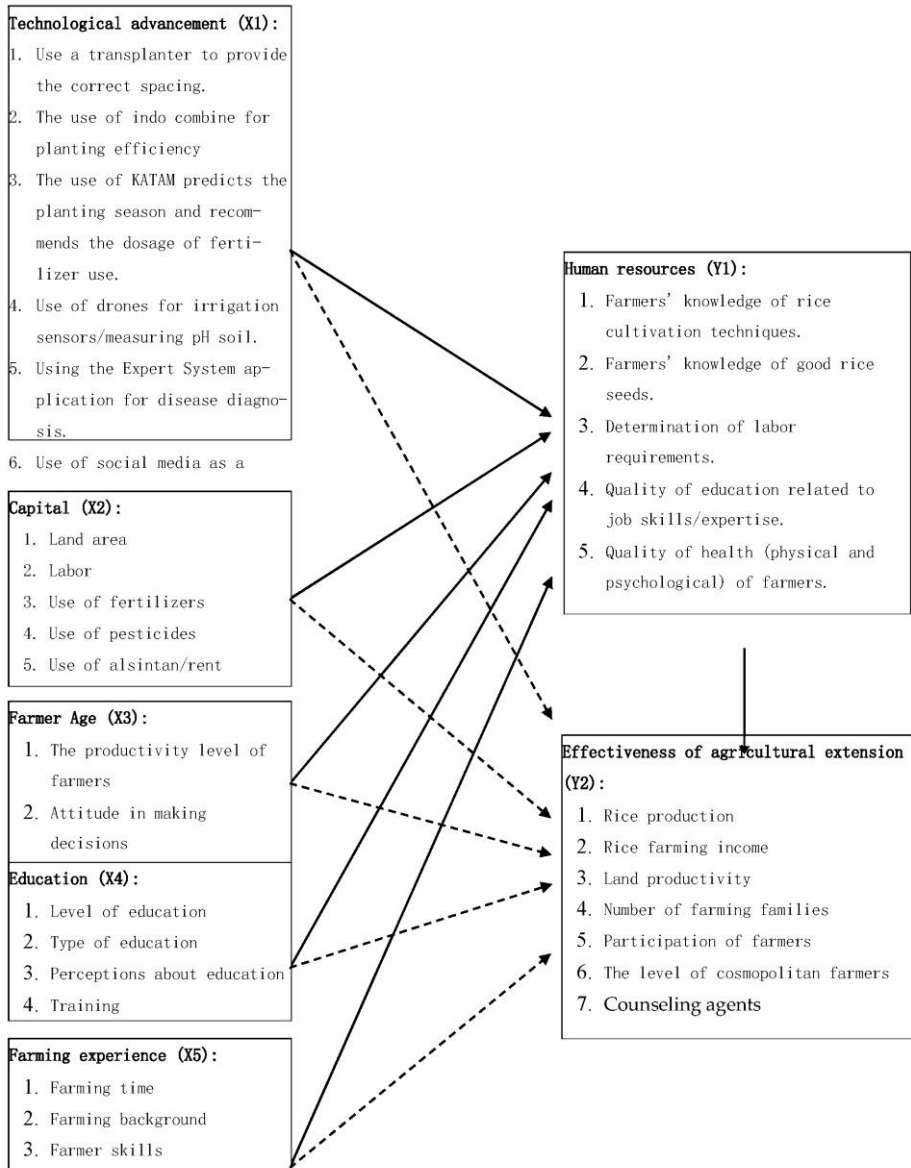 Technological advancement (X1):
1. Use a transplanter to provide
the correct spacing.
2. The use of indo combine for
planting efficiency
3. The use of KATAM predicts the
planting season and recom-
mends the dosage of ferti-
lizer use.
4. Use of drones for irrigation
sensors/measuring pH soil.
5. Using the Expert System ap-
plication for disease diagno-
sis.
6. Use of social media as a
Capital (X2):
1. Land area
2. Labor
3. Use of fertilizers
4. Use of pesticides
5. Use of alsintan/rent
Farmer Age (X3):
1. The productivity level of
farmers
2. Attitude in making
decisions
Education (X4):
1. Level of education
2. Type of education
3. Perceptions about education
4. Training
Farming experience (X5):
1. Farming time
2. Farming background
3. Farmer skills
Human resources (Y1):
1. Farmers' knowledge of rice
cultivation techniques.
2. Farmers' knowledge of good rice
seeds.
3. Determination of labor
requirements.
4. Quality of education related to
job skills/expertise.
5. Quality of health (physical and
psychological) of farmers.
Effectiveness of agricultural extension
(Y2):
1. Rice production
2. Rice farming income
3. Land productivity
4. Number of farming families
5. Participation of farmers
6. The level of cosmopolitan farmers
7. Counseling agents